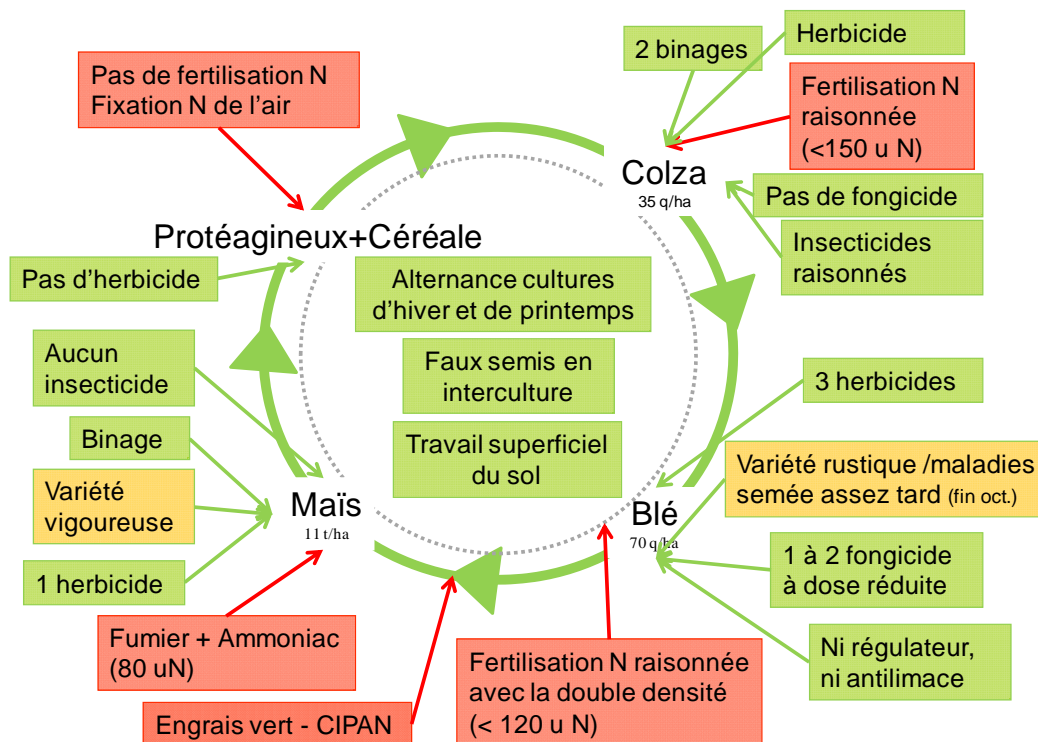 2 binages
Herbicide
Pas de fertilisation N
Fixation N de l'air
Fertilisation N
raisonnée
(<150 u N)
Colza
35 q/ha
Pas de fongicide
Insecticides
raisonnés
Protéagineux+Céréale
Pas d'herbicide
Alternance cultures
d'hiver et de printemps
Faux semis en
interculture
Travail superficiel
du sol
Aucun
insecticide
Binage
Variété
vigoureuse
1 herbicide
Maïs
11 t/ha
Fumier + Ammoniac
(80 uN)
Engrais vert - CIPAN
3 herbicides
Variété rustique /maladies
semée assez tard (fin oct.)
Blé
70 q/ha
1 à 2 fongicide
à dose réduite
Ni régulateur,
ni antilimace
Fertilisation N raisonnée
avec la double densité
(< 120 u N)